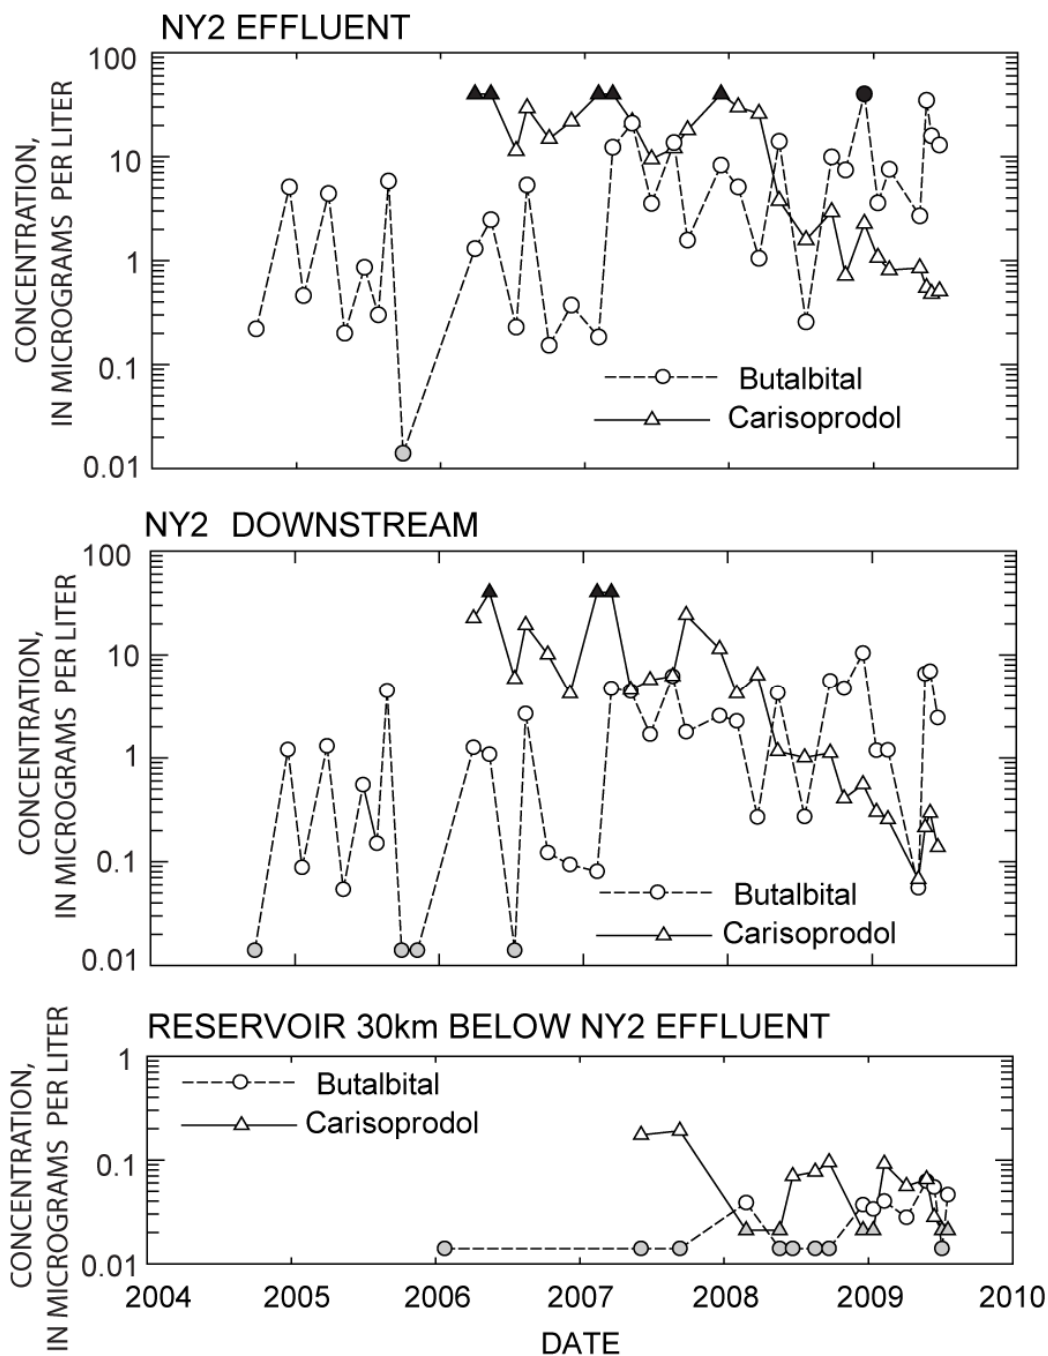 NY2 EFFLUENT
CONCENTRATION,
IN MICROGRAMS PER LITER
100
10
1
0.1
0.01
Butalbital
Carisoprodol
NY2 DOWNSTREAM
CONCENTRATION,
IN MICROGRAMS PER LITER
100
10
1
0.1
0.01
Butalbital
Carisoprodol
RESERVOIR 30km BELOW NY2 EFFLUENT
CONCENTRATION,
IN MICROGRAMS PER LITER
1
0.1
0.01
Butalbital
Carisoprodol
2004 2005 2006 2007 2008 2009 2010
DATE